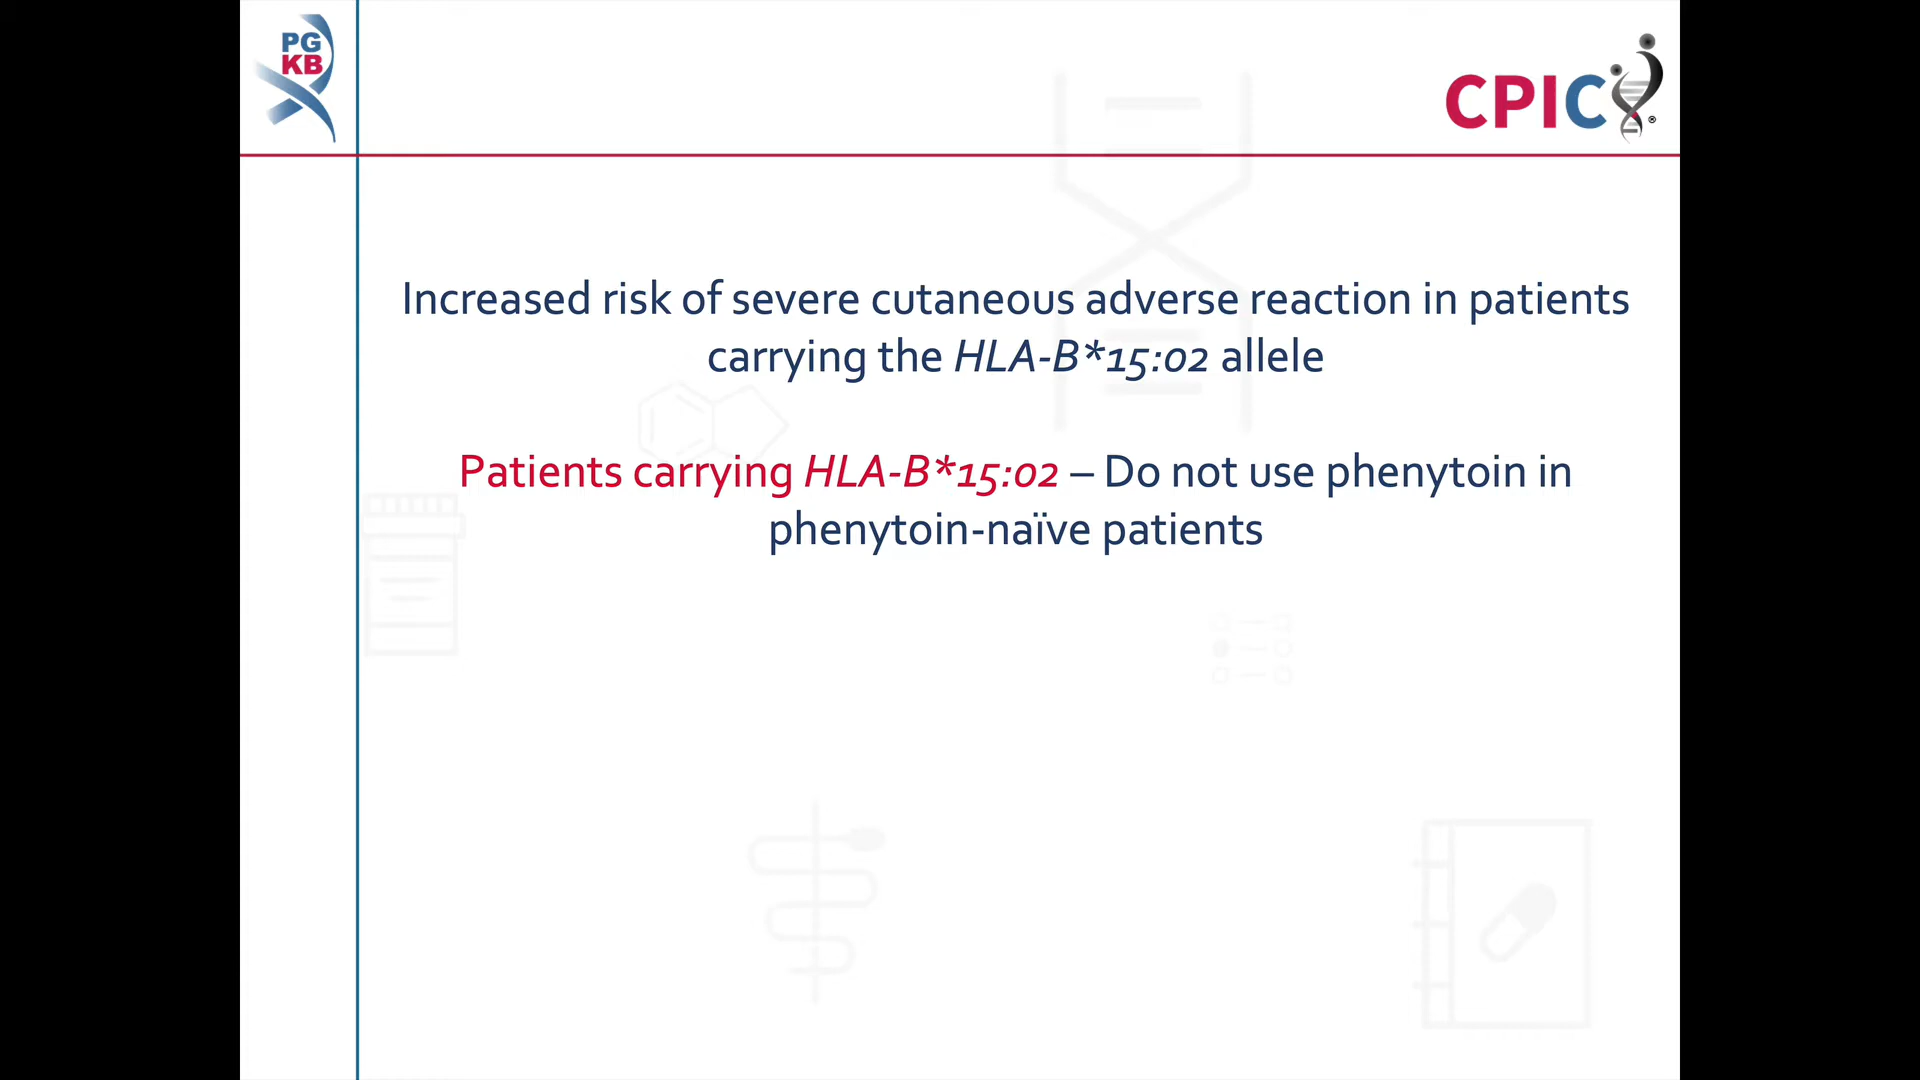 PG
KB
CPIC®
Increased risk of severe cutaneous adverse reaction in patients
carrying the HLA-B*15:02 allele
Patients carrying HLA-B*15:02 – Do not use phenytoin in
phenytoin-naïve patients